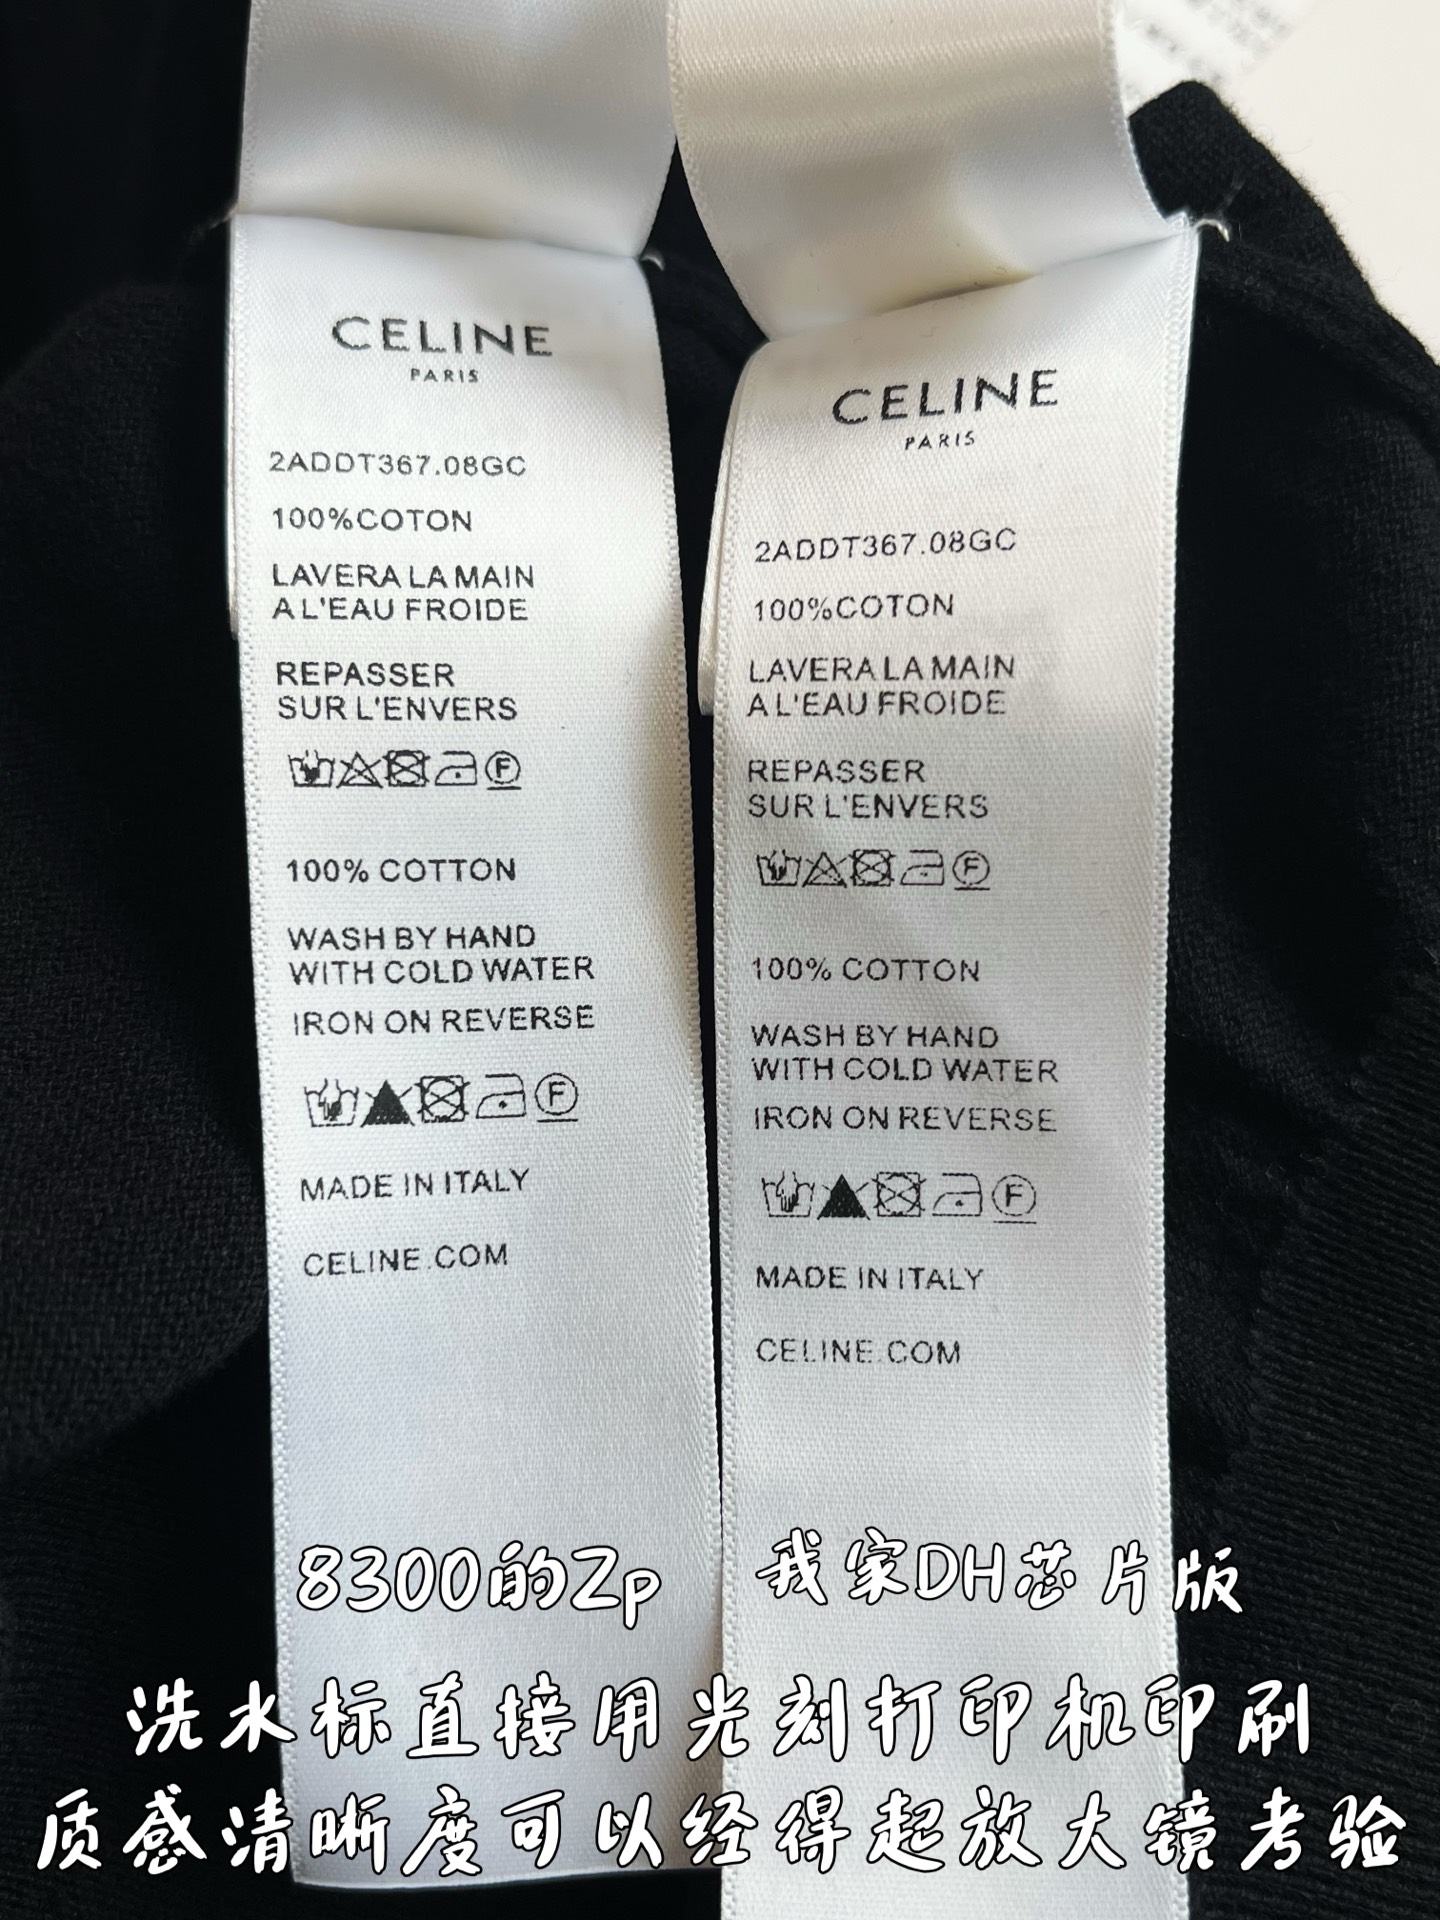 CELINE
PARIS
2ADDT367.08GC
100%COTON
LAVERA LA MAIN
A L'EAU FROIDE
REPASSER
SUR L'ENVERS
F
100% COTTON
WASH BY HAND
WITH COLD WATER
IRON ON REVERSE
F
MADE IN ITALY
CELINE.COM
CELINE
PARIS
2ADDT367.08GC
100%COTON
LAVERA LA MAIN
A L'EAU FROIDE
REPASSER
SUR L'ENVERS
F
100% COTTON
WASH BY HAND
WITH COLD WATER
IRON ON REVERSE
F
MADE IN ITALY
CELINE.COM
8300的Zp
我家DH芯片版
洗水标直接用光刻打印机印刷
质感清晰度可以经得起放大镜考验